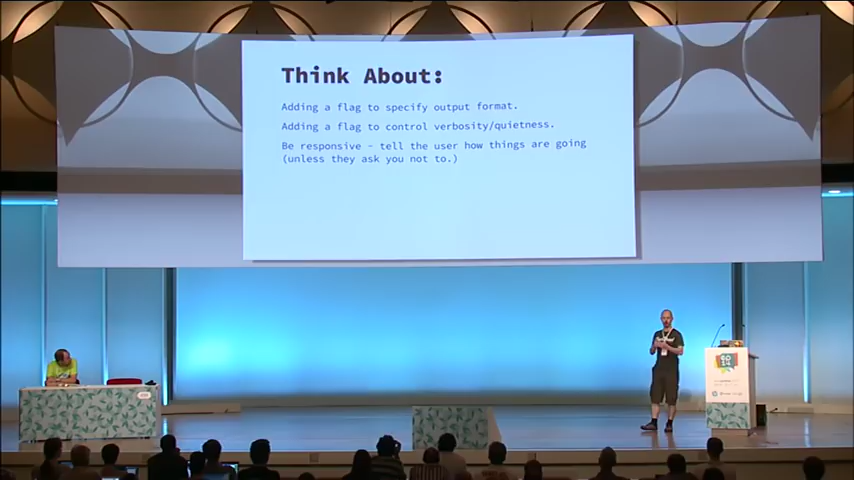 Think About:
Adding a flag to specify output format.
Adding a flag to control verbosity/quietness.
Be responsive – tell the user how things are going
(unless they ask you not to.)